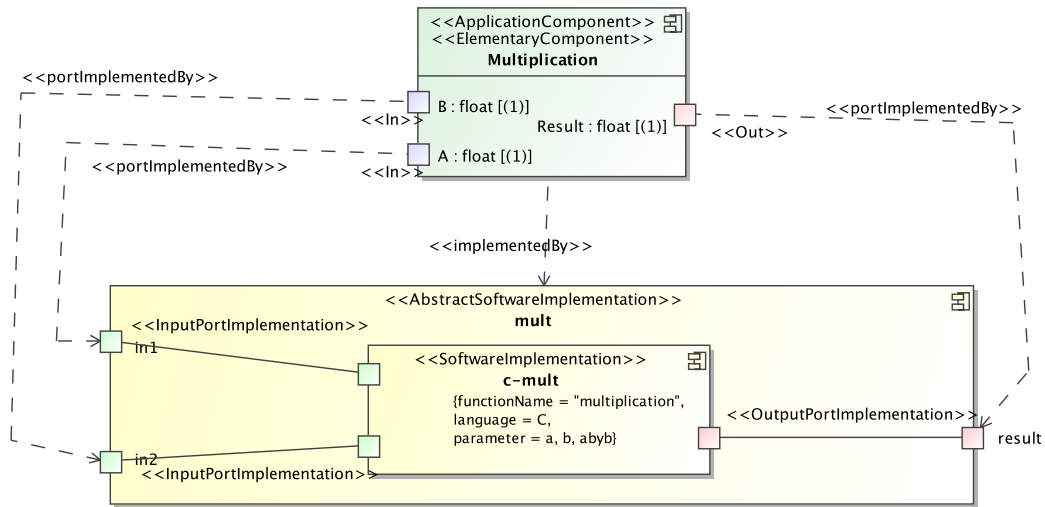 <<ApplicationComponent>>
<<ElementaryComponent>>
Multiplication
<<portImplementedBy>>
B : float [(1)]
<<In>>
Result : float [(1)]
<<portImplementedBy>>
<<Out>>
A : float [(1)]
<<portImplementedBy>>
<<In>>
<<implementedBy>>
<<AbstractSoftwareImplementation>>
mult
<<InputPortImplementation>>
in1
<<SoftwareImplementation>>
c-mult
{functionName = "multiplication",
language = C,
parameter = a, b, abyb}
<<OutputPortImplementation>>
result
in2
<<InputPortImplementation>>